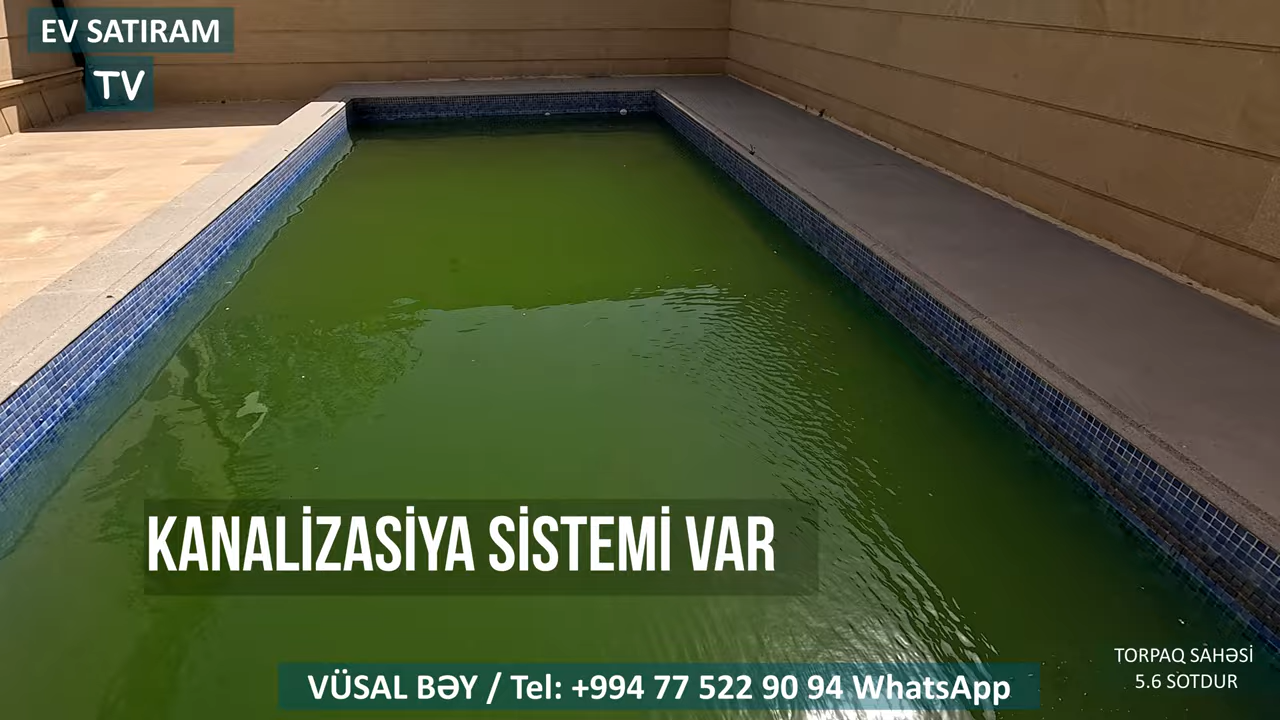 EV SATIRAM
TV
KANALİZASİYA SİSTEMİ VAR
TORPAQ SAHƏSİ
5.6 SOTDUR
VÜSAL BƏY / Tel: +994 77 522 90 94 WhatsApp